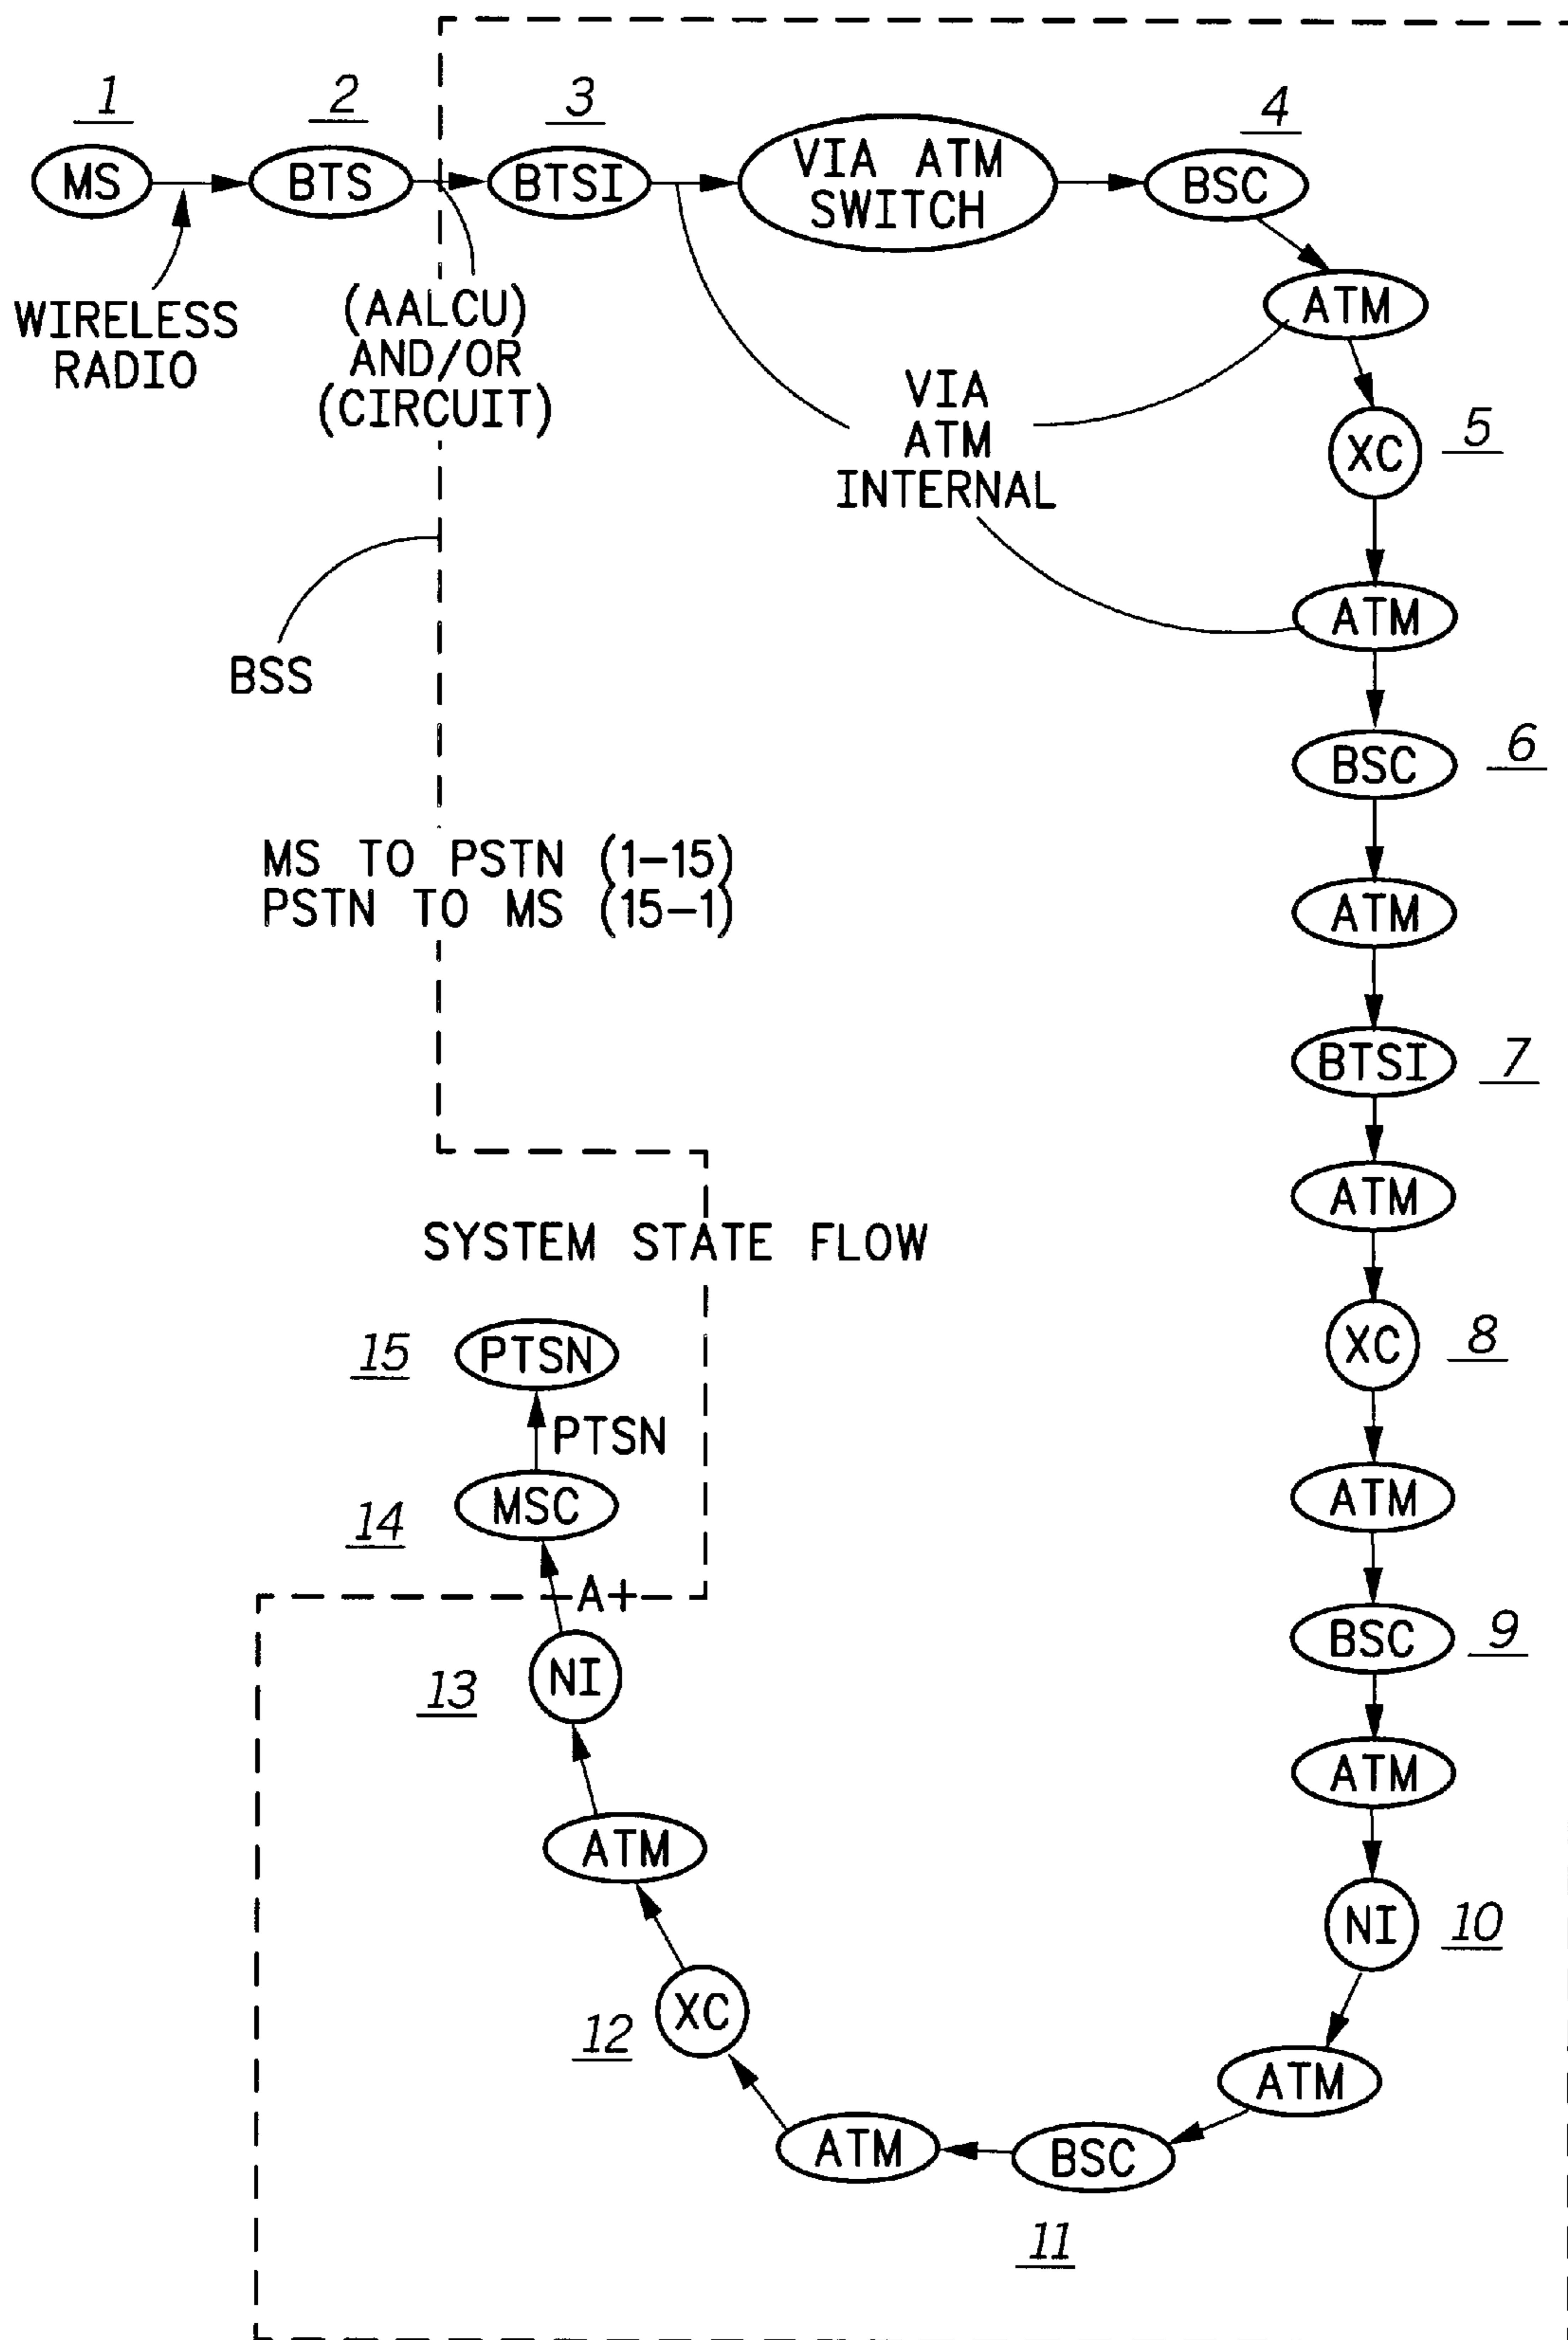 1
2
3
4
MS
BTS
BTSI
VIA ATM
SWITCH
BSC
WIRELESS
RADIO
(AALCU)
AND/OR
(CIRCUIT)
ATM
VIA
ATM
INTERNAL
XC
5
ATM
BSS
BSC
6
MS TO PSTN (1-15)
PSTN TO MS (15-1)
ATM
BTSI
7
ATM
SYSTEM STATE FLOW
15
PTSN
XC
8
PTSN
14
MSC
ATM
A+
BSC
9
13
NI
ATM
ATM
NI
10
12
XC
ATM
ATM
BSC
11